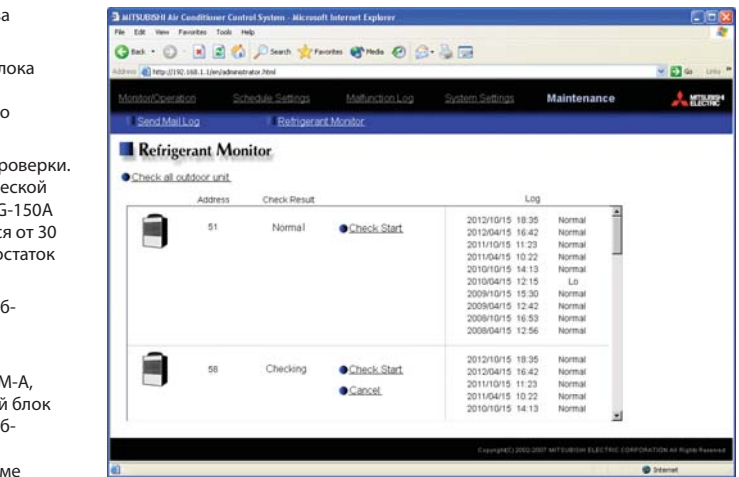 ва
лока
о
роверки.
еской
G-150A
ся от 30
остаток
б-
M-A,
й блок
б-
ме
MITSUBISHI Air Conditioner Control System - Microsoft Internet Explorer
File Edit View Favorites Tools Help
Back Search Favorites Media
Address http://192.168.1.1/en/administrator.html Go Links
Monitor/Operation Schedule Settings Malfunction Log System Settings Maintenance MITSUBISHI ELECTRIC
Send Mail Log Refrigerant Monitor
Refrigerant Monitor
Check all outdoor unit
Address Check Result Log
51 Normal Check Start
2012/10/15 18:35 Normal
2012/04/15 16:42 Normal
2011/10/15 11:23 Normal
2011/04/15 10:22 Normal
2010/10/15 14:13 Normal
2010/04/15 12:15 Lo
2009/10/15 15:30 Normal
2009/04/15 12:42 Normal
2008/10/15 16:53 Normal
2008/04/15 12:56 Normal
58 Checking Check Start
Cancel
2012/10/15 18:35 Normal
2012/04/15 16:42 Normal
2011/10/15 11:23 Normal
2011/04/15 10:22 Normal
2010/10/15 14:13 Normal
Copyright(C) 2002-2007 MITSUBISHI ELECTRIC CORPORATION All Rights Reserved
Internet